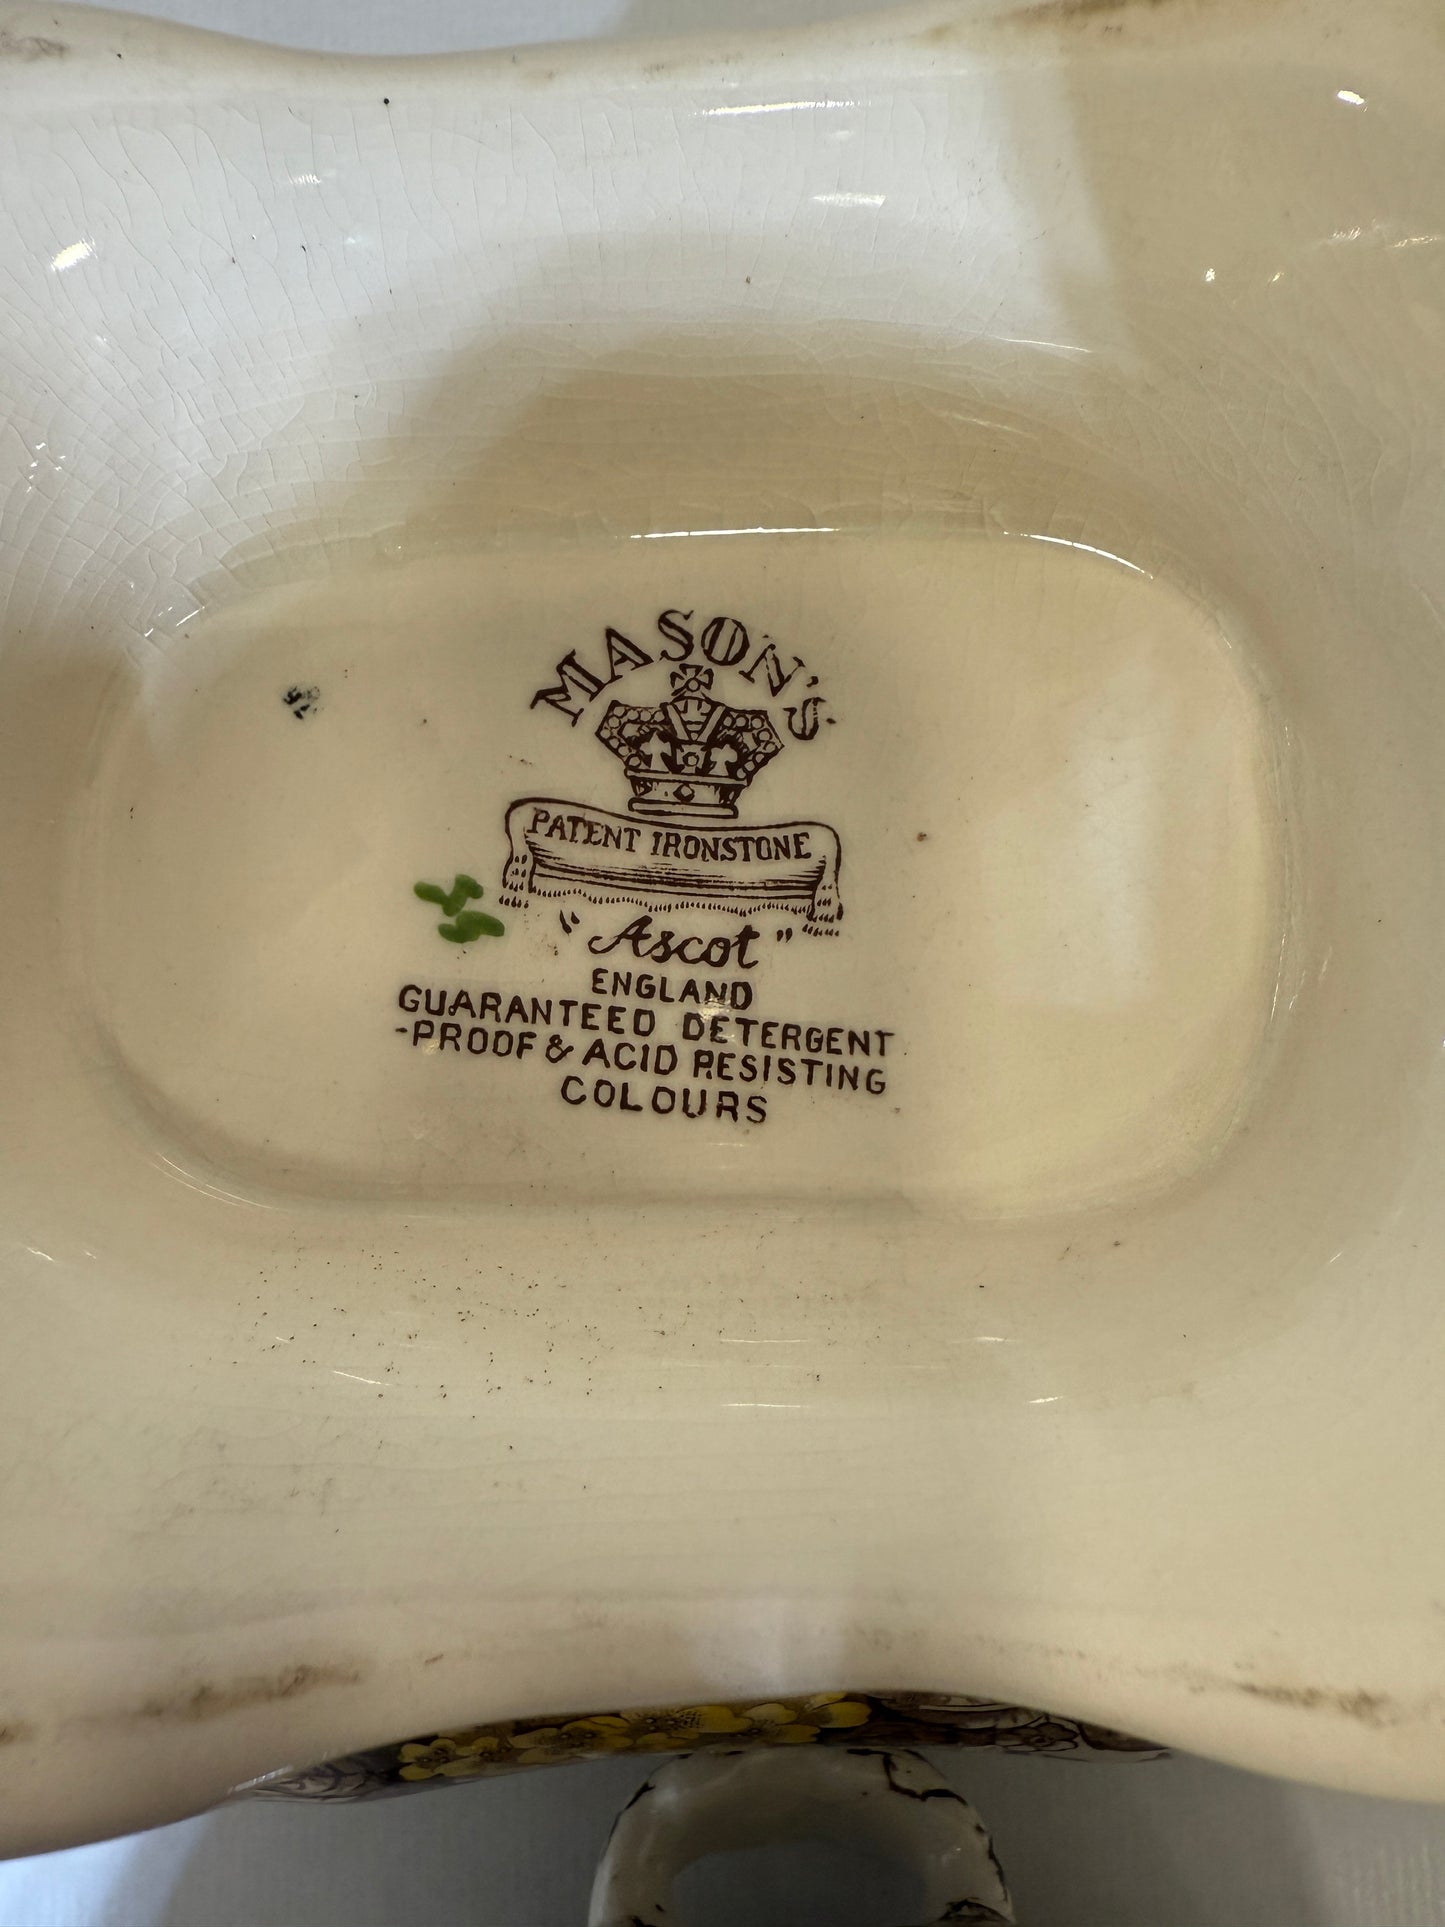 MASON'S
PATENT IRONSTONE
"Ascot"
ENGLAND
GUARANTEED DETERGENT
-PROOF & ACID RESISTING
COLOURS